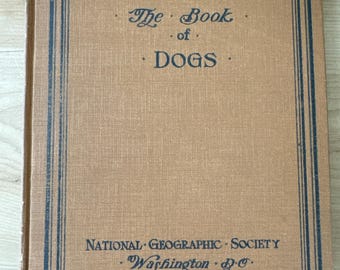 The · Book
· of ·
DOGS
NATIONAL · GEOGRAPHIC · SOCIETY
· Washington · D·C ·